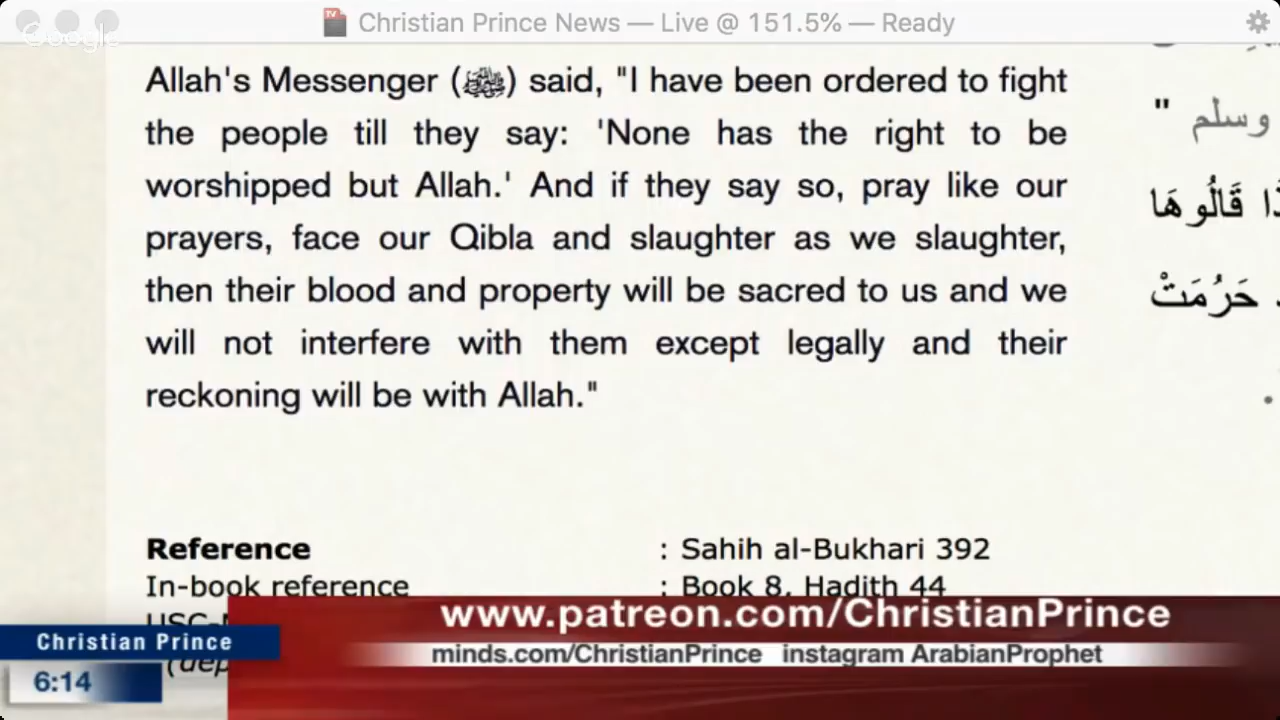 Christian Prince News — Live @ 151.5% — Ready
Google
Allah's Messenger (ﷺ) said, "I have been ordered to fight
the people till they say: 'None has the right to be
worshipped but Allah.' And if they say so, pray like our
prayers, face our Qibla and slaughter as we slaughter,
then their blood and property will be sacred to us and we
will not interfere with them except legally and their
reckoning will be with Allah."
وسلم "
قَالُوهَا
حَرُمَتْ
Reference : Sahih al-Bukhari 392
In-book reference : Book 8, Hadith 44
www.patreon.com/ChristianPrince
Christian Prince
minds.com/ChristianPrince instagram ArabianProphet
6:14